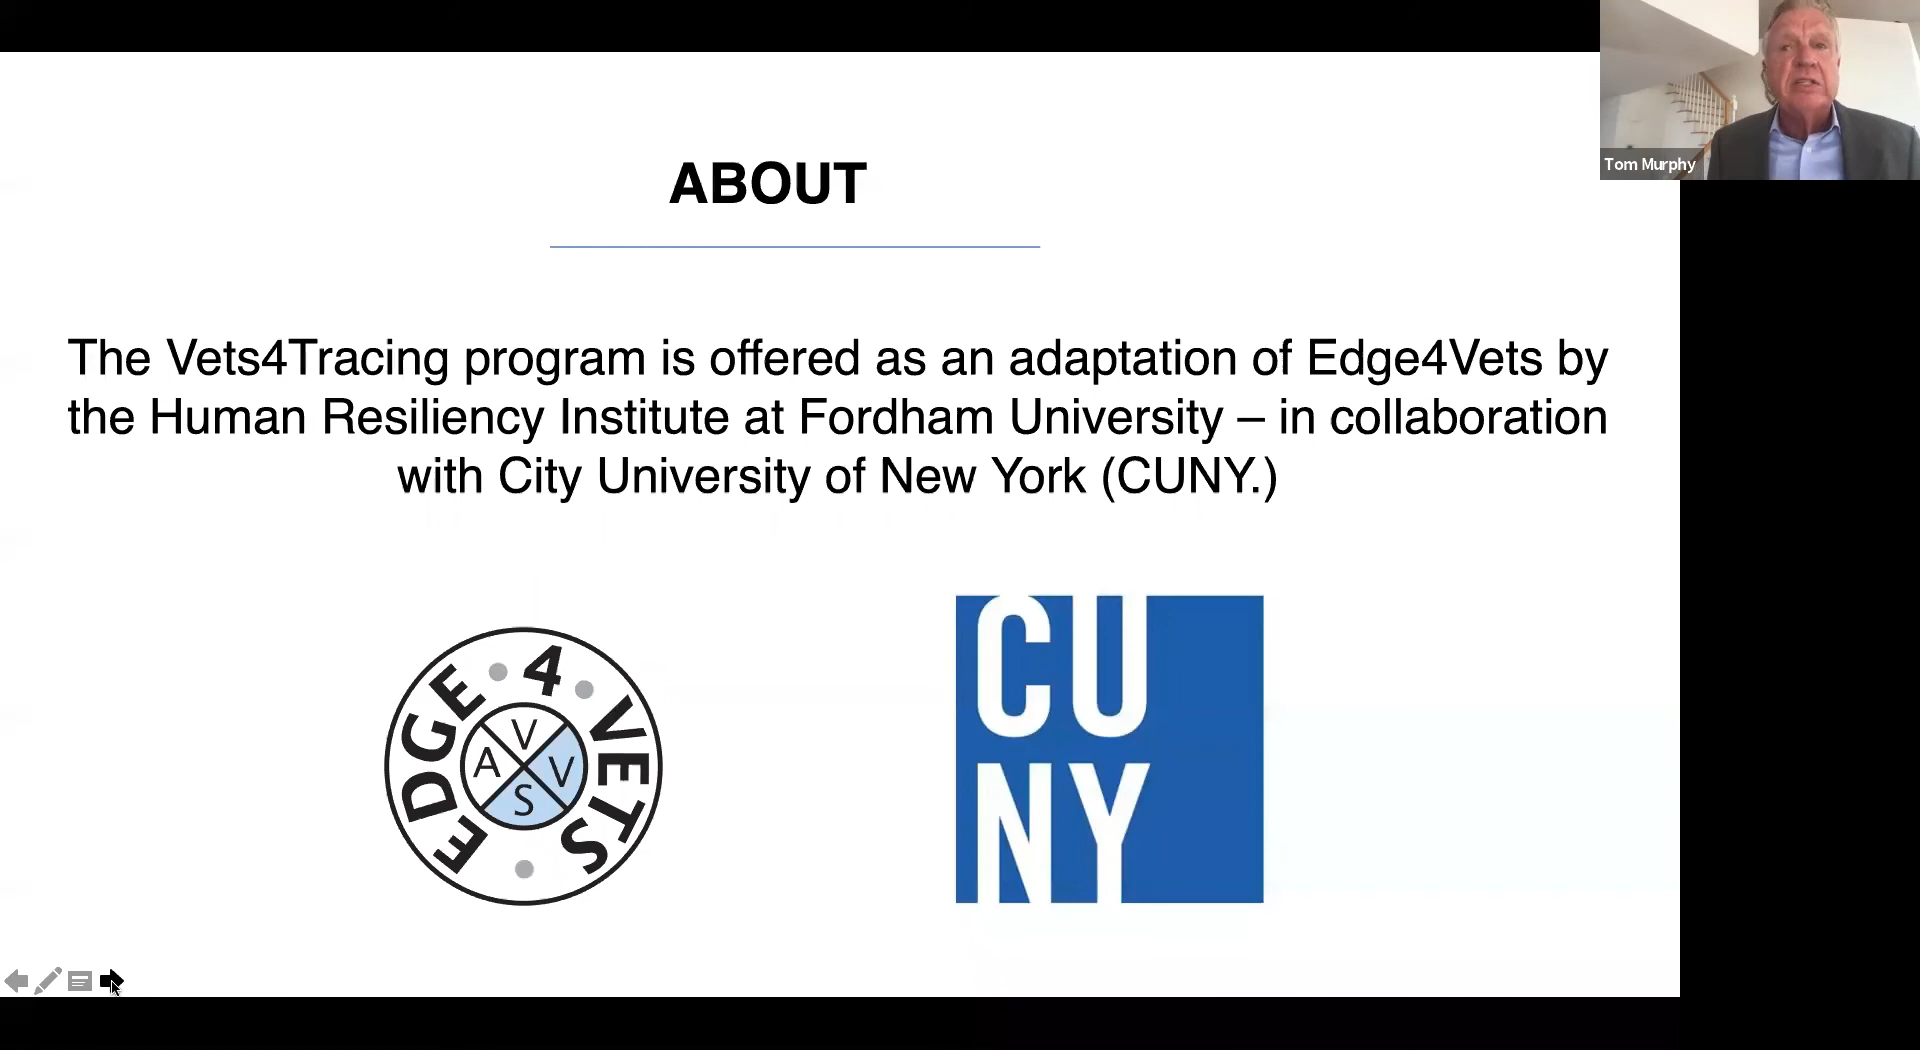 Tom Murphy
ABOUT
The Vets4Tracing program is offered as an adaptation of Edge4Vets by
the Human Resiliency Institute at Fordham University – in collaboration
with City University of New York (CUNY.)
EDGE • 4 • VETS •
V
A V
S
CU
NY